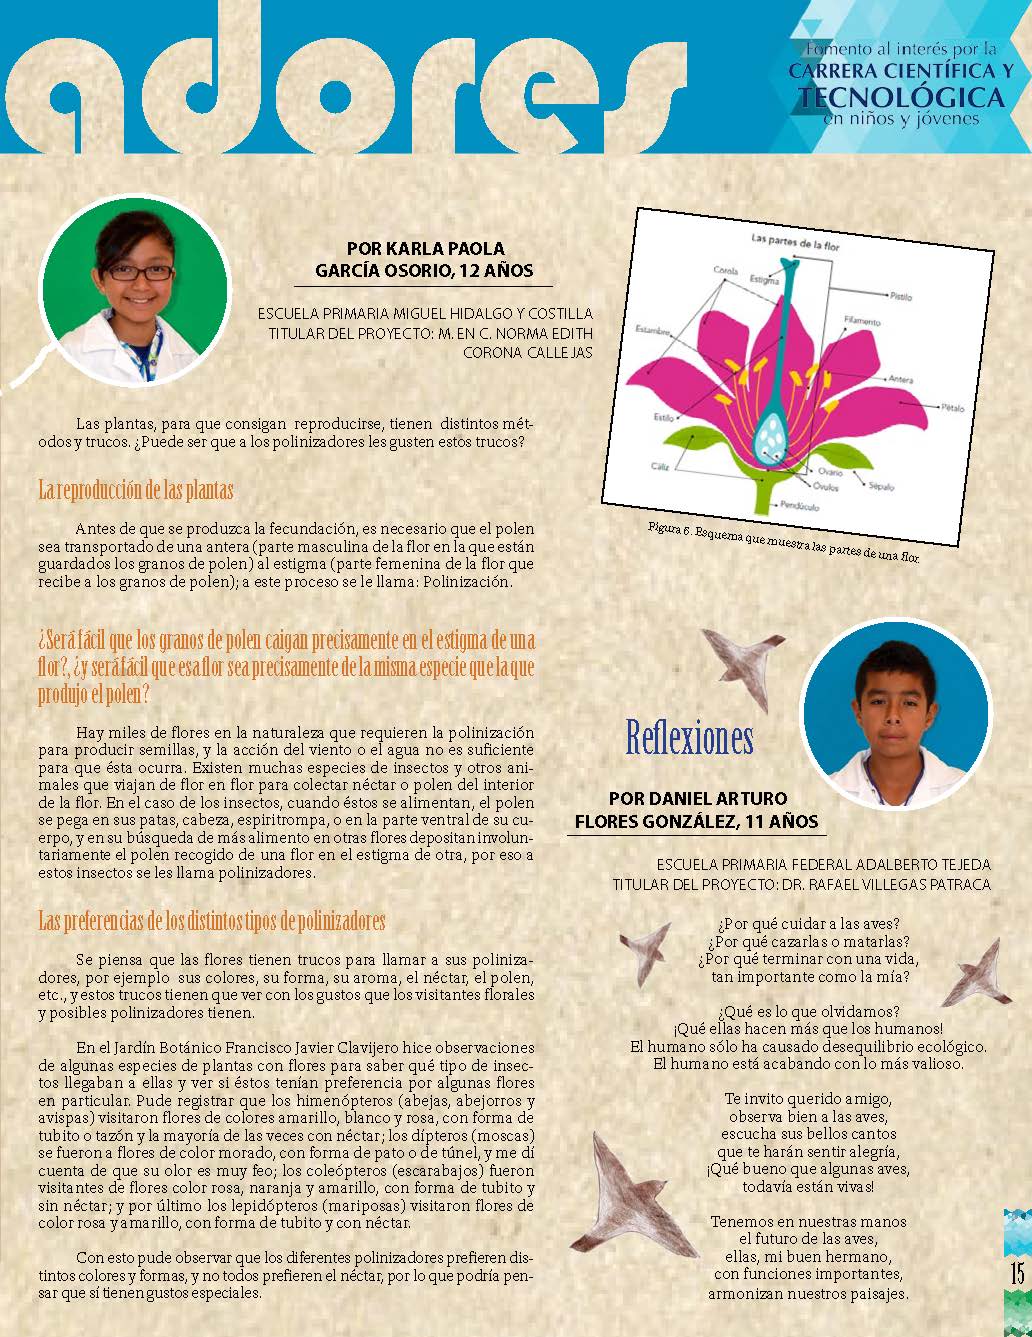 adores
Fomento al interés por la
CARRERA CIENTÍFICA Y
TECNOLÓGICA
en niños y jóvenes
POR KARLA PAOLA
GARCÍA OSORIO, 12 AÑOS
ESCUELA PRIMARIA MIGUEL HIDALGO Y COSTILLA
TITULAR DEL PROYECTO: M. EN C. NORMA EDITH
CORONA CALLEJAS
Las plantas, para que consigan reproducirse, tienen distintos mét-
odos y trucos. ¿Puede ser que a los polinizadores les gusten estos trucos?
La reproducción de las plantas
Antes de que se produzca la fecundación, es necesario que el polen
sea transportado de una antera (parte masculina de la flor en la que están
guardados los granos de polen) al estigma (parte femenina de la flor que
recibe a los granos de polen); a este proceso se le llama: Polinización.
¿Será fácil que los granos de polen caigan precisamente en el estigma de una
flor?, ¿y será fácil que esa flor sea precisamente de la misma especie que la que
produjo el polen?
Hay miles de flores en la naturaleza que requieren la polinización
para producir semillas, y la acción del viento o el agua no es suficiente
para que ésta ocurra. Existen muchas especies de insectos y otros ani-
males que viajan de flor en flor para colectar néctar o polen del interior
de la flor. En el caso de los insectos, cuando éstos se alimentan, el polen
se pega en sus patas, cabeza, espiritrompa, o en la parte ventral de su cu-
erpo, y en su búsqueda de más alimento en otras flores depositan involun-
tariamente el polen recogido de una flor en el estigma de otra, por eso a
estos insectos se les llama polinizadores.
Las preferencias de los distintos tipos de polinizadores
Se piensa que las flores tienen trucos para llamar a sus poliniza-
dores, por ejemplo sus colores, su forma, su aroma, el néctar, el polen,
etc., y estos trucos tienen que ver con los gustos que los visitantes florales
y posibles polinizadores tienen.
En el Jardín Botánico Francisco Javier Clavijero hice observaciones
de algunas especies de plantas con flores para saber qué tipo de insec-
tos llegaban a ellas y ver si éstos tenían preferencia por algunas flores
en particular. Pude registrar que los himenópteros (abejas, abejorros y
avispas) visitaron flores de colores amarillo, blanco y rosa, con forma de
tubito o tazón y la mayoría de las veces con néctar; los dípteros (moscas)
se fueron a flores de color morado, con forma de pato o de túnel, y me dí
cuenta de que su olor es muy feo; los coleópteros (escarabajos) fueron
visitantes de flores color rosa, naranja y amarillo, con forma de tubito y
sin néctar; y por último los lepidópteros (mariposas) visitaron flores de
color rosa y amarillo, con forma de tubito y con néctar.
Con esto pude observar que los diferentes polinizadores prefieren dis-
tintos colores y formas, y no todos prefieren el néctar, por lo que podría pen-
sar que sí tienen gustos especiales.
Las partes de la flor
Corola
Estigma
Pistilo
Estambre
Filamento
Antera
Pétalo
Estilo
Cáliz
Ovario
Óvulos
Sépalo
Pendúculo
Figura 6. Esquema que muestra las partes de una flor.
Reflexiones
POR DANIEL ARTURO
FLORES GONZÁLEZ, 11 AÑOS
ESCUELA PRIMARIA FEDERAL ADALBERTO TEJEDA
TITULAR DEL PROYECTO: DR. RAFAEL VILLEGAS PATRACA
¿Por qué cuidar a las aves?
¿Por qué cazarlas o matarlas?
¿Por qué terminar con una vida,
tan importante como la mía?
¿Qué es lo que olvidamos?
¡Qué ellas hacen más que los humanos!
El humano sólo ha causado desequilibrio ecológico.
El humano está acabando con lo más valioso.
Te invito querido amigo,
observa bien a las aves,
escucha sus bellos cantos
que te harán sentir alegría,
¡Qué bueno que algunas aves,
todavía están vivas!
Tenemos en nuestras manos
el futuro de las aves,
ellas, mi buen hermano,
con funciones importantes,
armonizan nuestros paisajes.
15